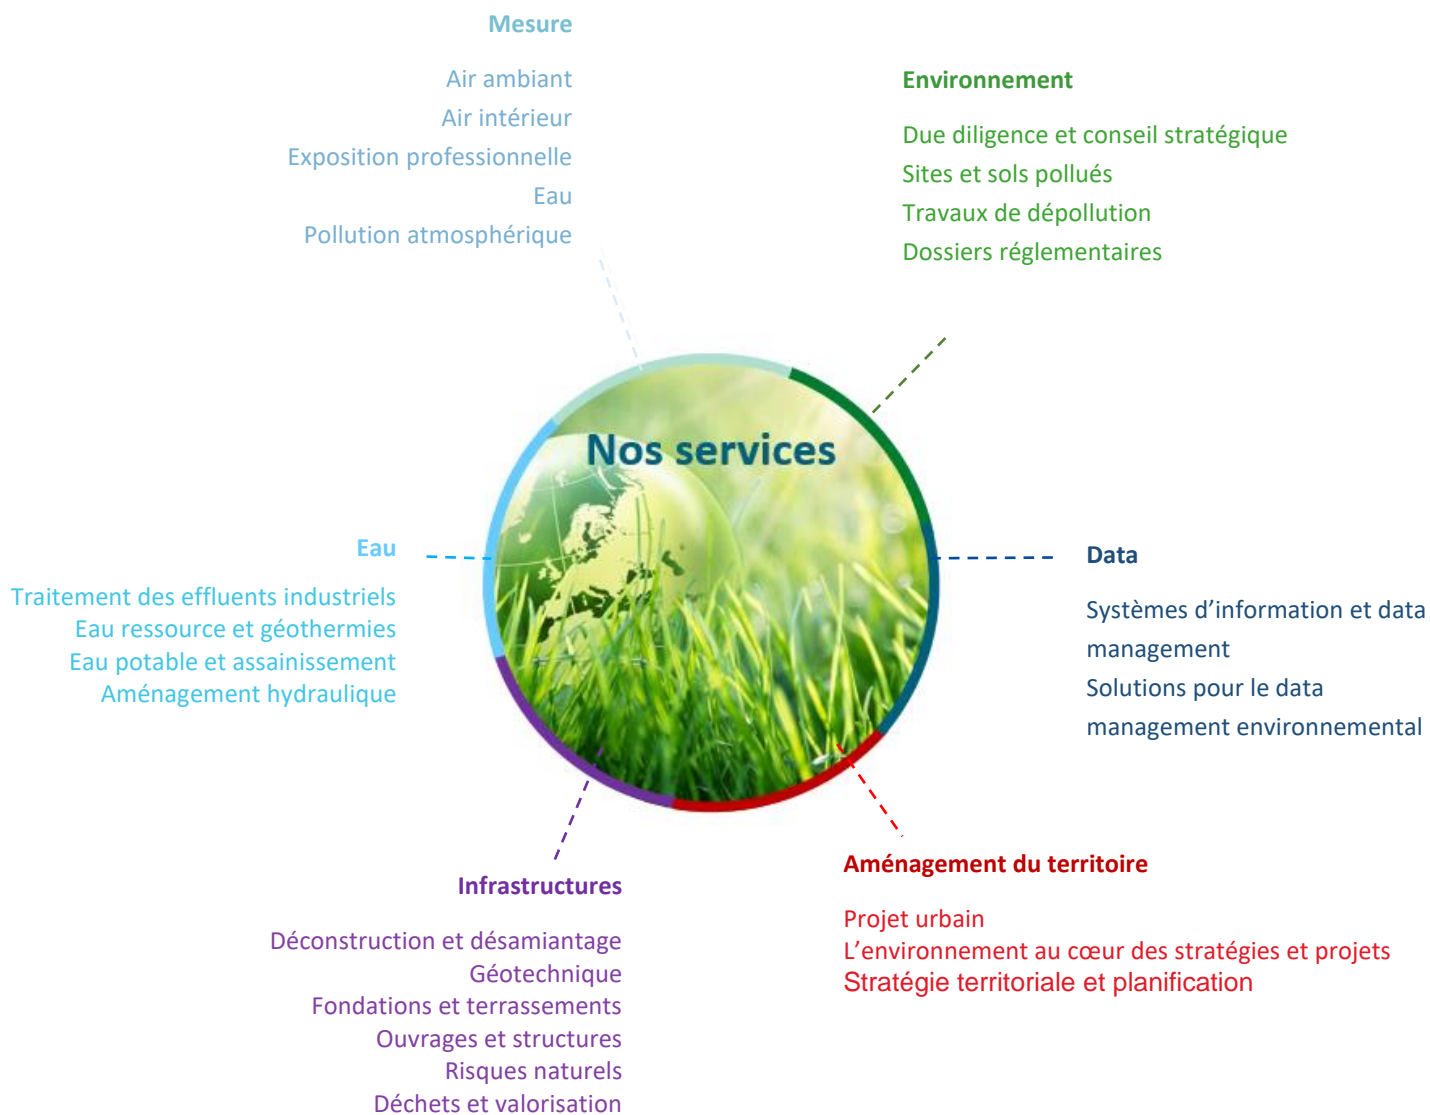 Mesure
Air ambiant
Air intérieur
Exposition professionnelle
Eau
Pollution atmosphérique
Environnement
Due diligence et conseil stratégique
Sites et sols pollués
Travaux de dépollution
Dossiers réglementaires
Nos services
Eau
Traitement des effluents industriels
Eau ressource et géothermies
Eau potable et assainissement
Aménagement hydraulique
Data
Systèmes d’information et data
management
Solutions pour le data
management environnemental
Infrastructures
Déconstruction et désamiantage
Géotechnique
Fondations et terrassements
Ouvrages et structures
Risques naturels
Déchets et valorisation
Aménagement du territoire
Projet urbain
L’environnement au cœur des stratégies et projets
Stratégie territoriale et planification